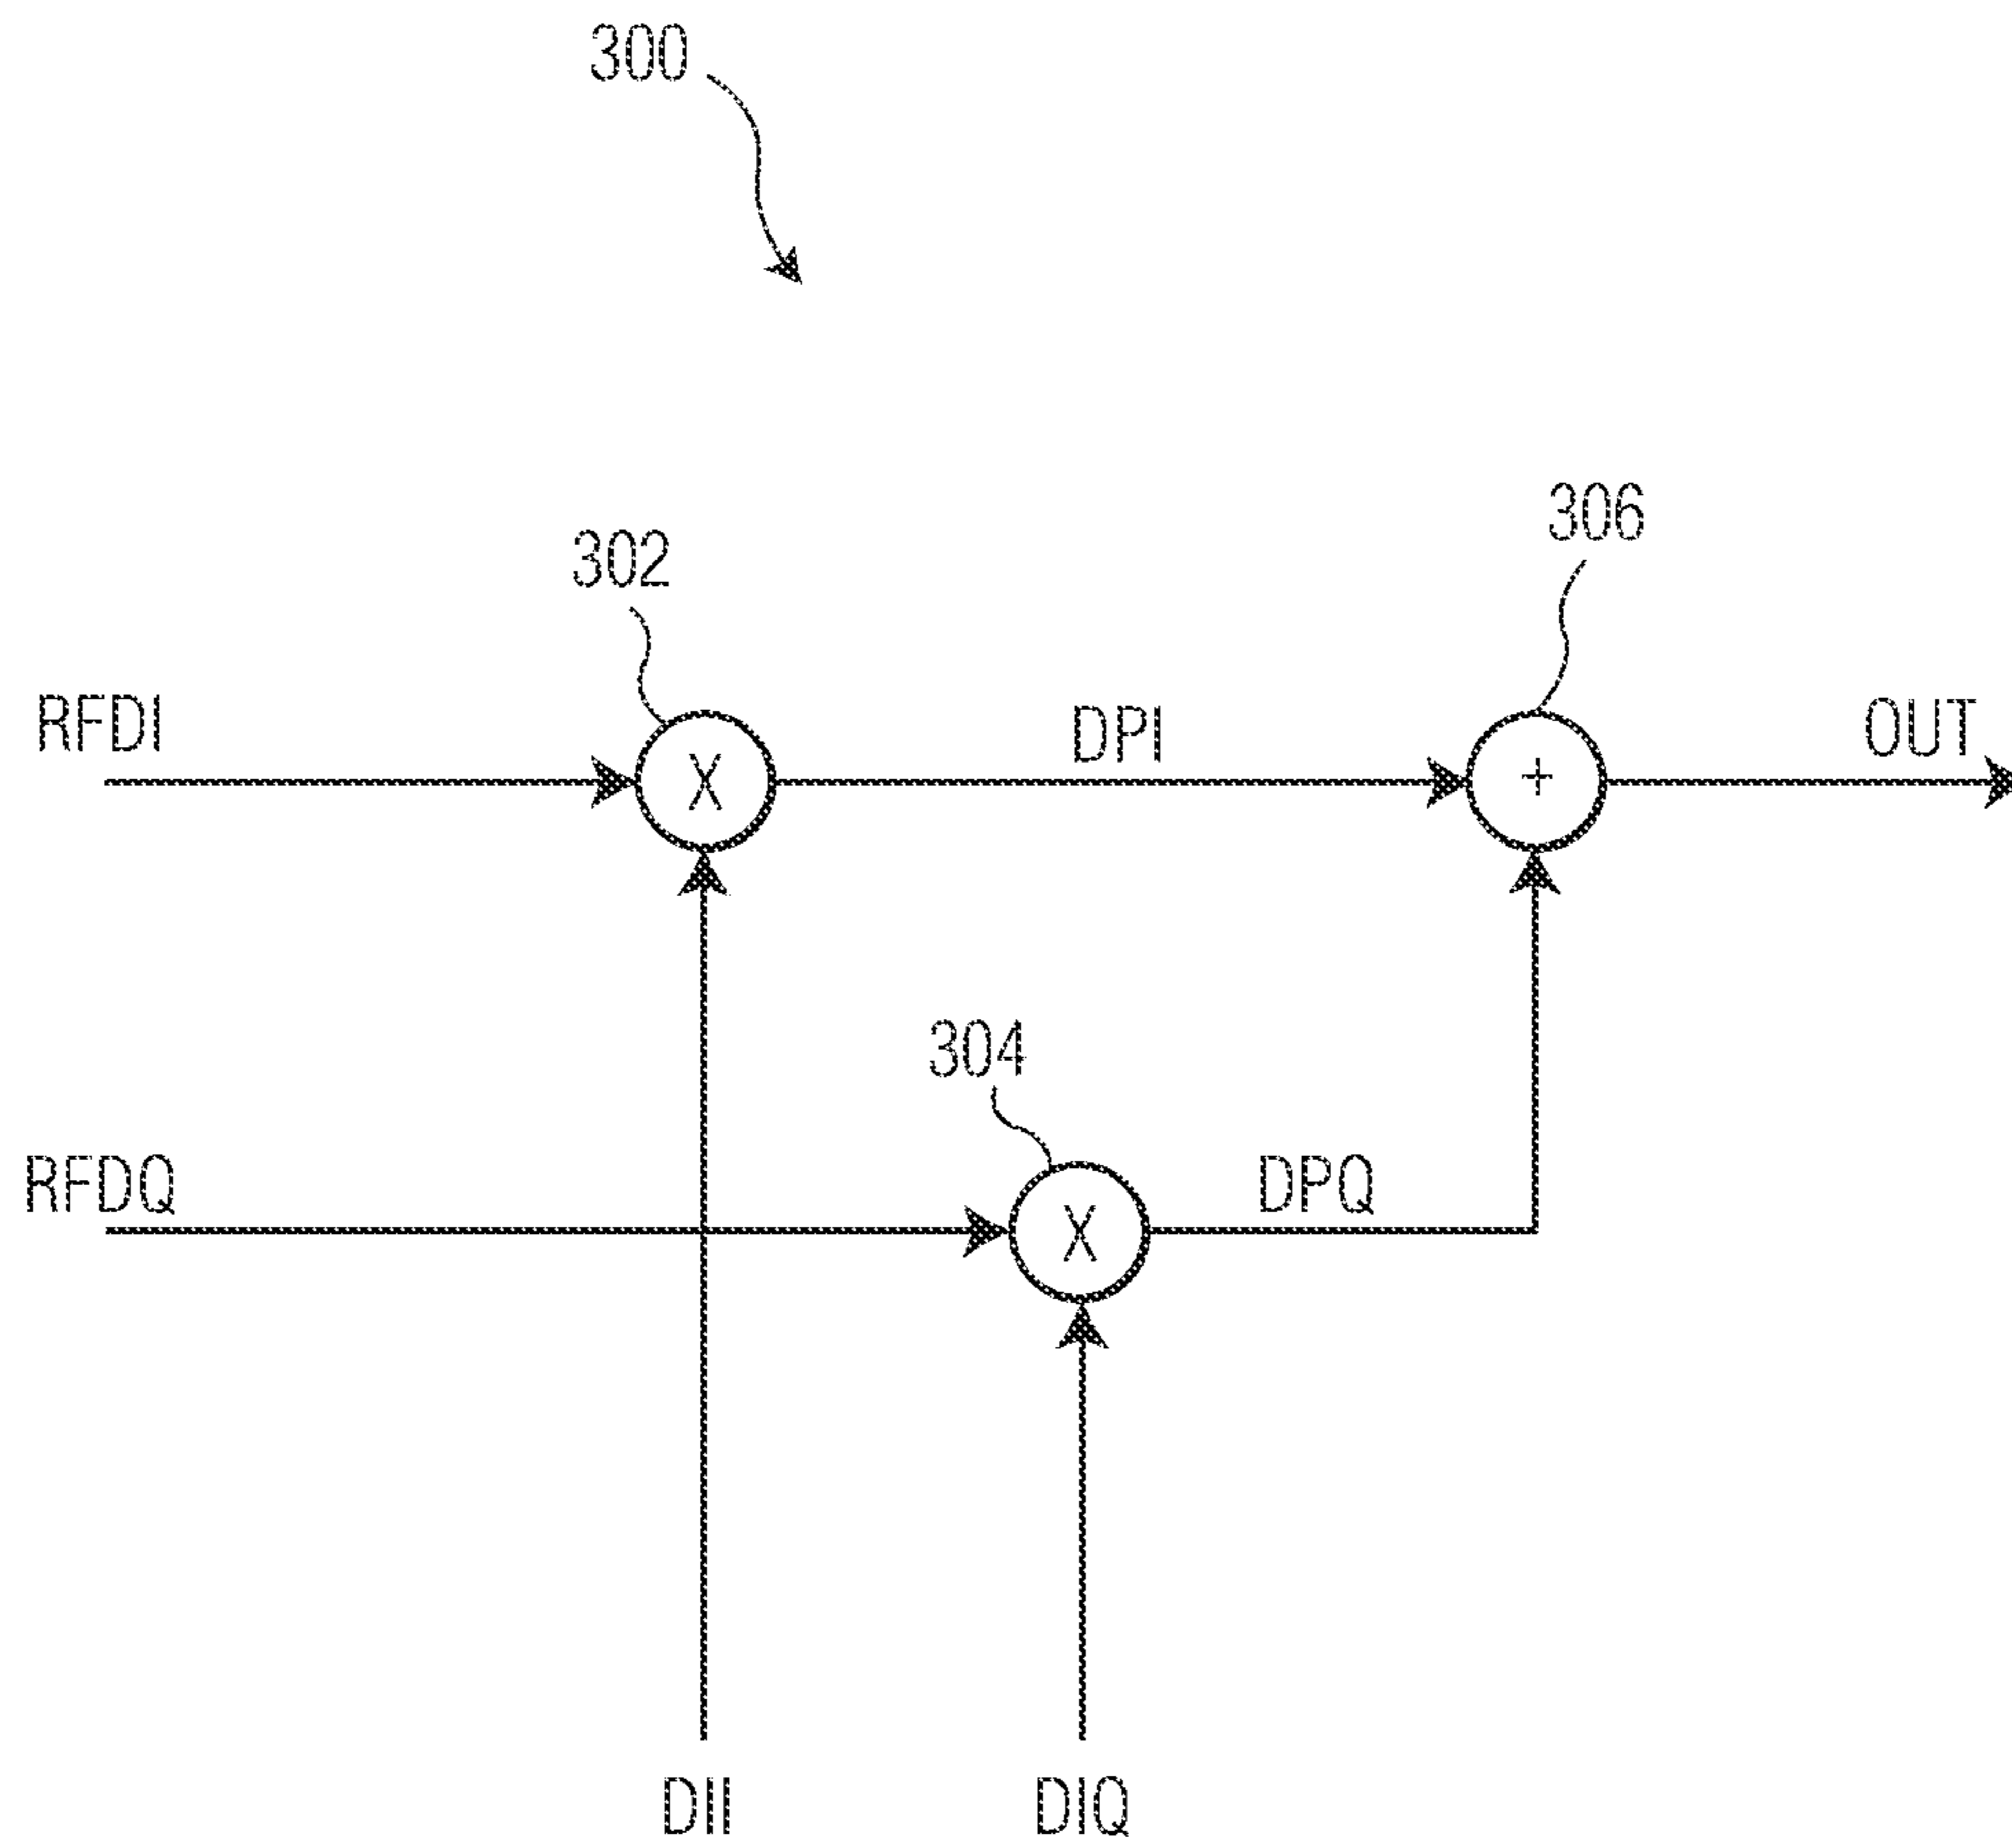 300
306
302
RFDI
X
DPI
+
OUT
304
RFDQ
X
DPQ
DII
DIQ